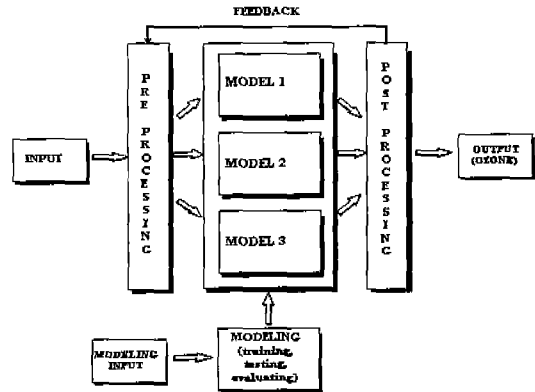 FEEDBACK
PRE PROCESSING
MODEL 1
MODEL 2
MODEL 3
POST PROCESSING
INPUT
OUTPUT
(OZONE)
MODELING
INPUT
MODELING
(training,
testing,
evaluating)